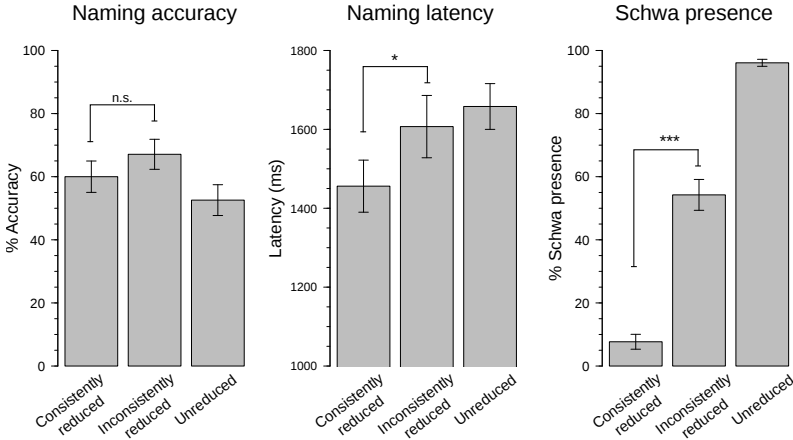 Naming accuracy
Naming latency
Schwa presence
% Accuracy
100
80
60
40
20
0
n.s.
Consistently
reduced
Inconsistently
reduced
Unreduced
Latency (ms)
1800
1600
1400
1200
1000
*
Consistently
reduced
Inconsistently
reduced
Unreduced
% Schwa presence
100
80
60
40
20
0
***
Consistently
reduced
Inconsistently
reduced
Unreduced